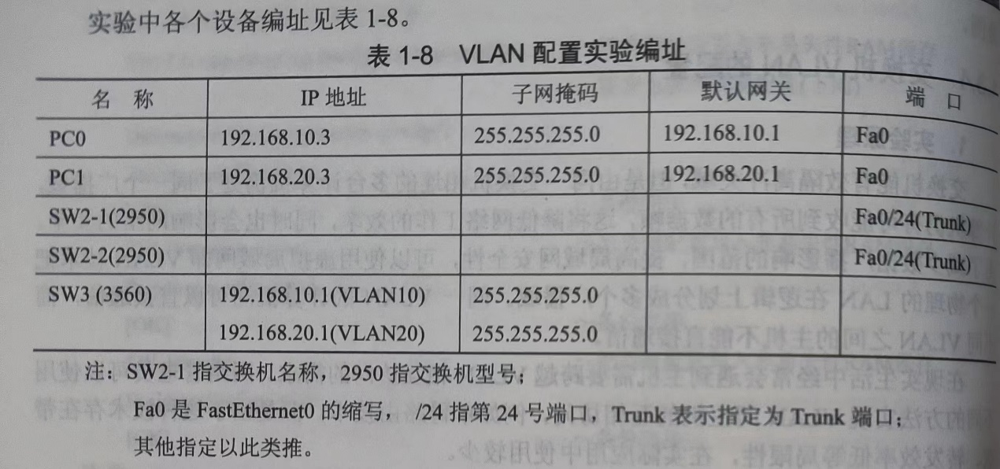 实验中各个设备编址见表 1-8。
表 1-8 VLAN 配置实验编址
名 称 IP 地址 子网掩码 默认网关 端 口
PC0 192.168.10.3 255.255.255.0 192.168.10.1 Fa0
PC1 192.168.20.3 255.255.255.0 192.168.20.1 Fa0
SW2-1(2950) Fa0/24(Trunk)
SW2-2(2950) Fa0/24(Trunk)
SW3 (3560) 192.168.10.1(VLAN10) 255.255.255.0
192.168.20.1(VLAN20) 255.255.255.0
注：SW2-1 指交换机名称，2950 指交换机型号；
Fa0 是 FastEthernet0 的缩写， /24 指第 24 号端口，Trunk 表示指定为 Trunk 端口；
其他指定以此类推。